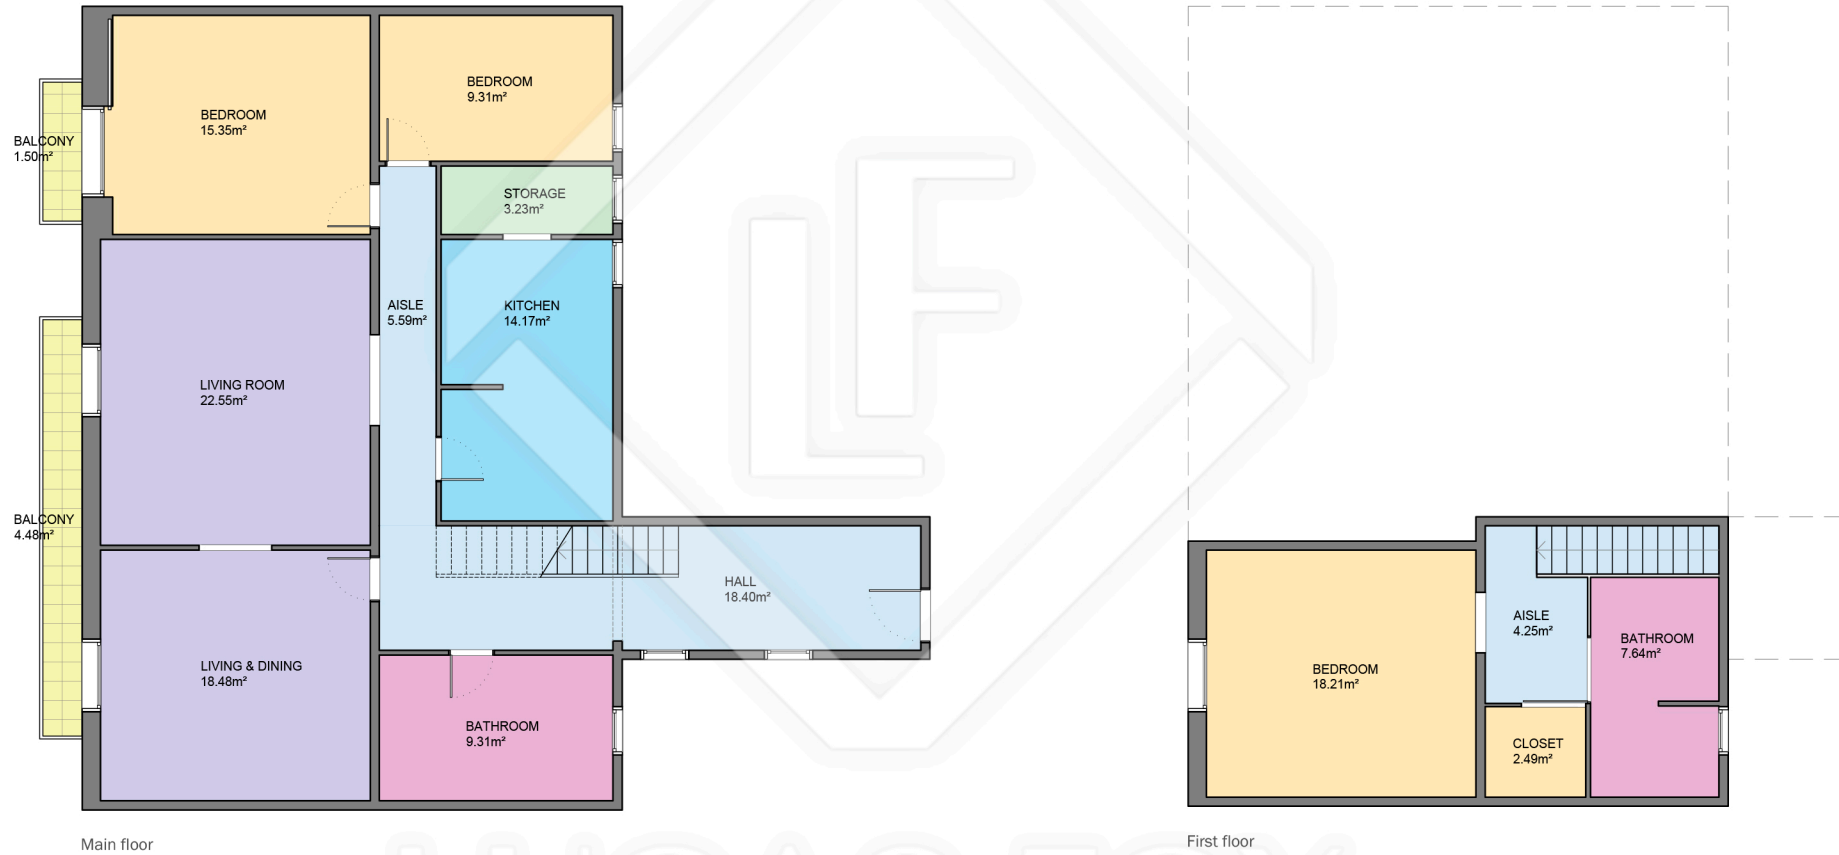 BEDROOM
15.35m²
BEDROOM
9.31m²
BALCONY
1.50m²
STORAGE
3.23m²
AISLE
5.59m²
KITCHEN
14.17m²
LIVING ROOM
22.55m²
BALCONY
4.48m²
HALL
18.40m²
LIVING & DINING
18.48m²
BATHROOM
9.31m²
Main floor
AISLE
4.25m²
BATHROOM
7.64m²
BEDROOM
18.21m²
CLOSET
2.49m²
First floor
LF